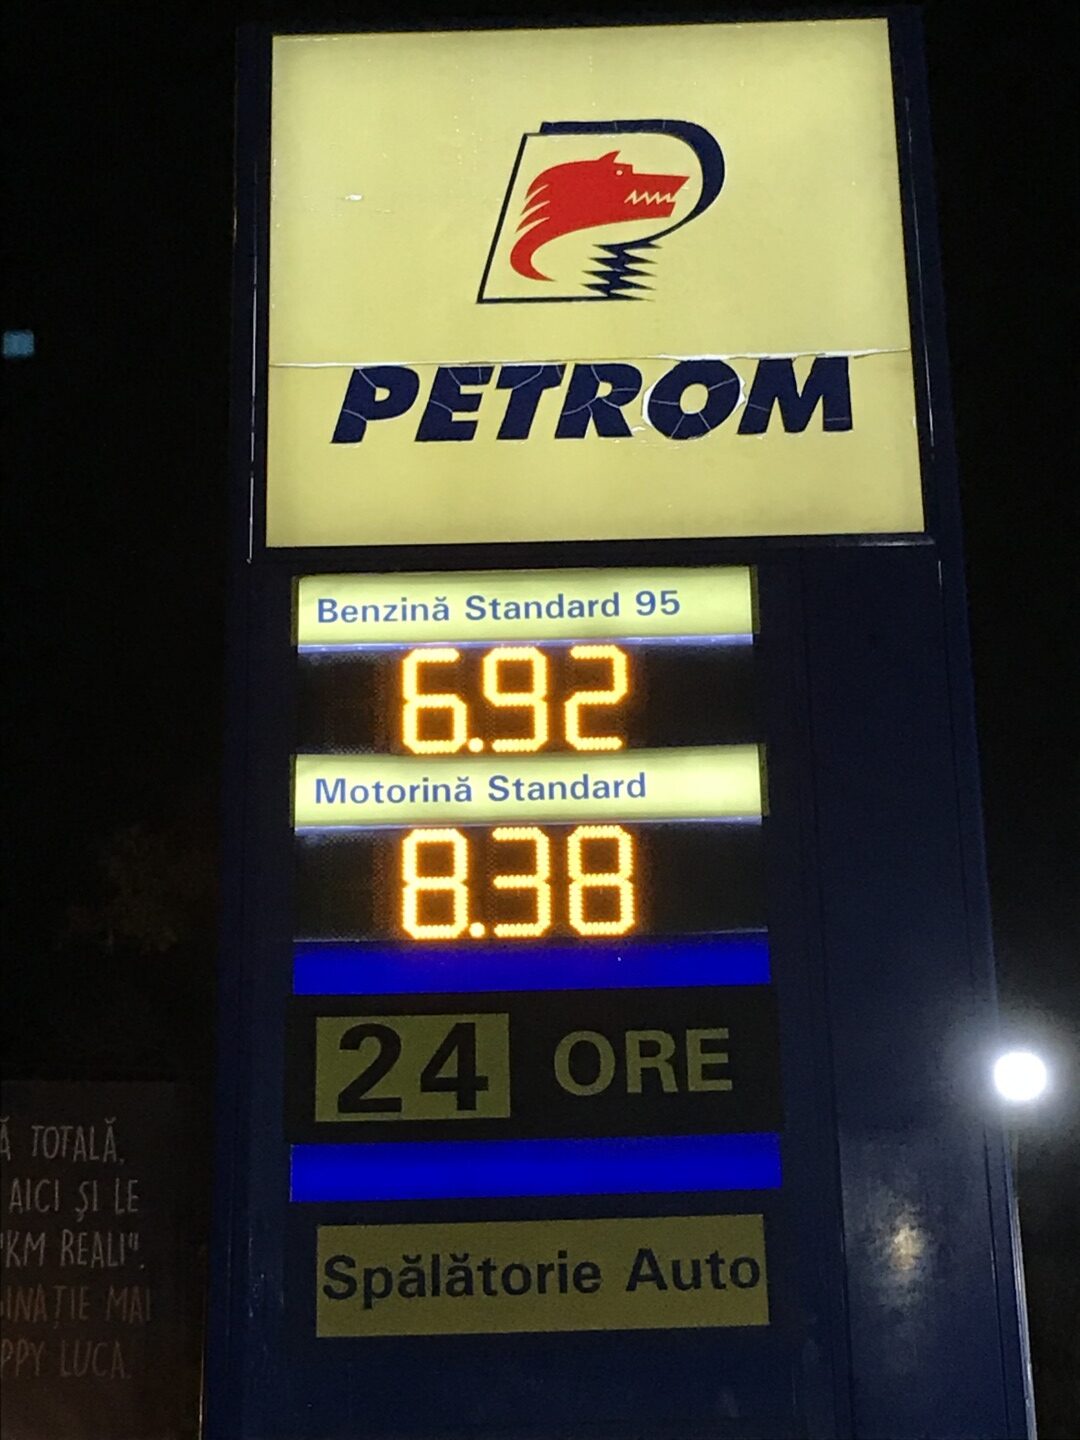 PETROM
Benzină Standard 95
6.92
Motorină Standard
8.38
24 ORE
Spălătorie Auto
TOTALĂ,
AICI ȘI LE
"KM REALI".
MAI
LUCA.